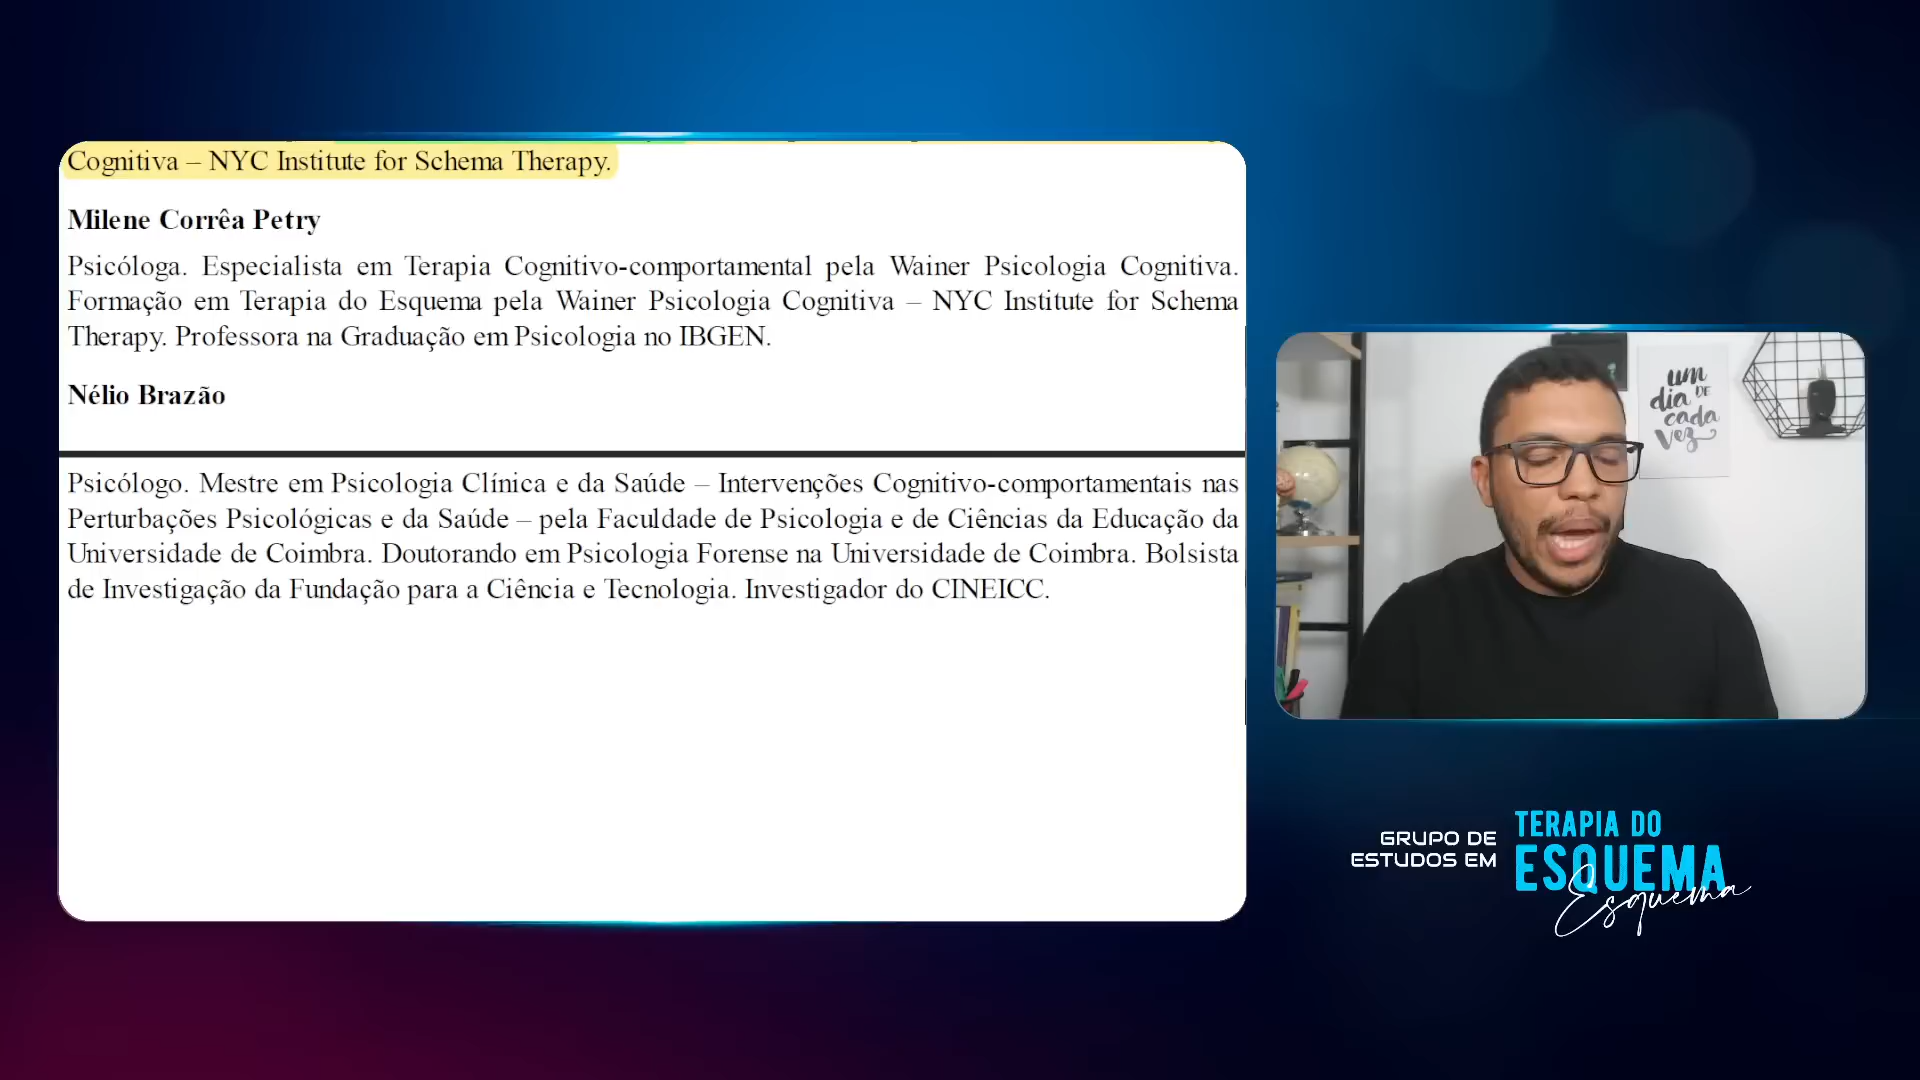 Cognitiva – NYC Institute for Schema Therapy.
Milene Corrêa Petry
Psicóloga. Especialista em Terapia Cognitivo-comportamental pela Wainer Psicologia Cognitiva.
Formação em Terapia do Esquema pela Wainer Psicologia Cognitiva – NYC Institute for Schema
Therapy. Professora na Graduação em Psicologia no IBGEN.
Nélio Brazão
Psicólogo. Mestre em Psicologia Clínica e da Saúde – Intervenções Cognitivo-comportamentais nas
Perturbações Psicológicas e da Saúde – pela Faculdade de Psicologia e de Ciências da Educação da
Universidade de Coimbra. Doutorando em Psicologia Forense na Universidade de Coimbra. Bolsista
de Investigação da Fundação para a Ciência e Tecnologia. Investigador do CINEICC.
um
dia DE
cada
vez
GRUPO DE
ESTUDOS EM
TERAPIA DO
ESQUEMA
Esquema